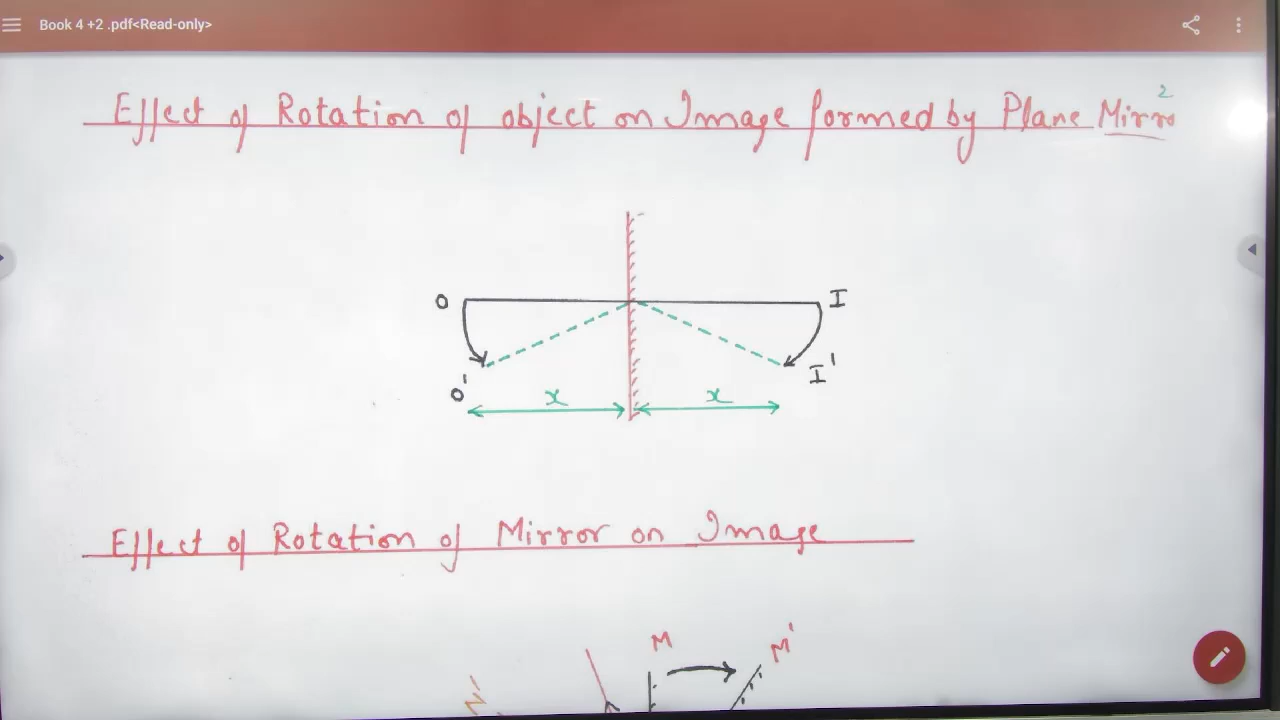 Book 4 +2 .pdf<Read-only>
2
Effect of Rotation of object on Image formed by Plane Mirro
O I
O' I'
x x
Effect of Rotation of Mirror on Image
M M'
N'